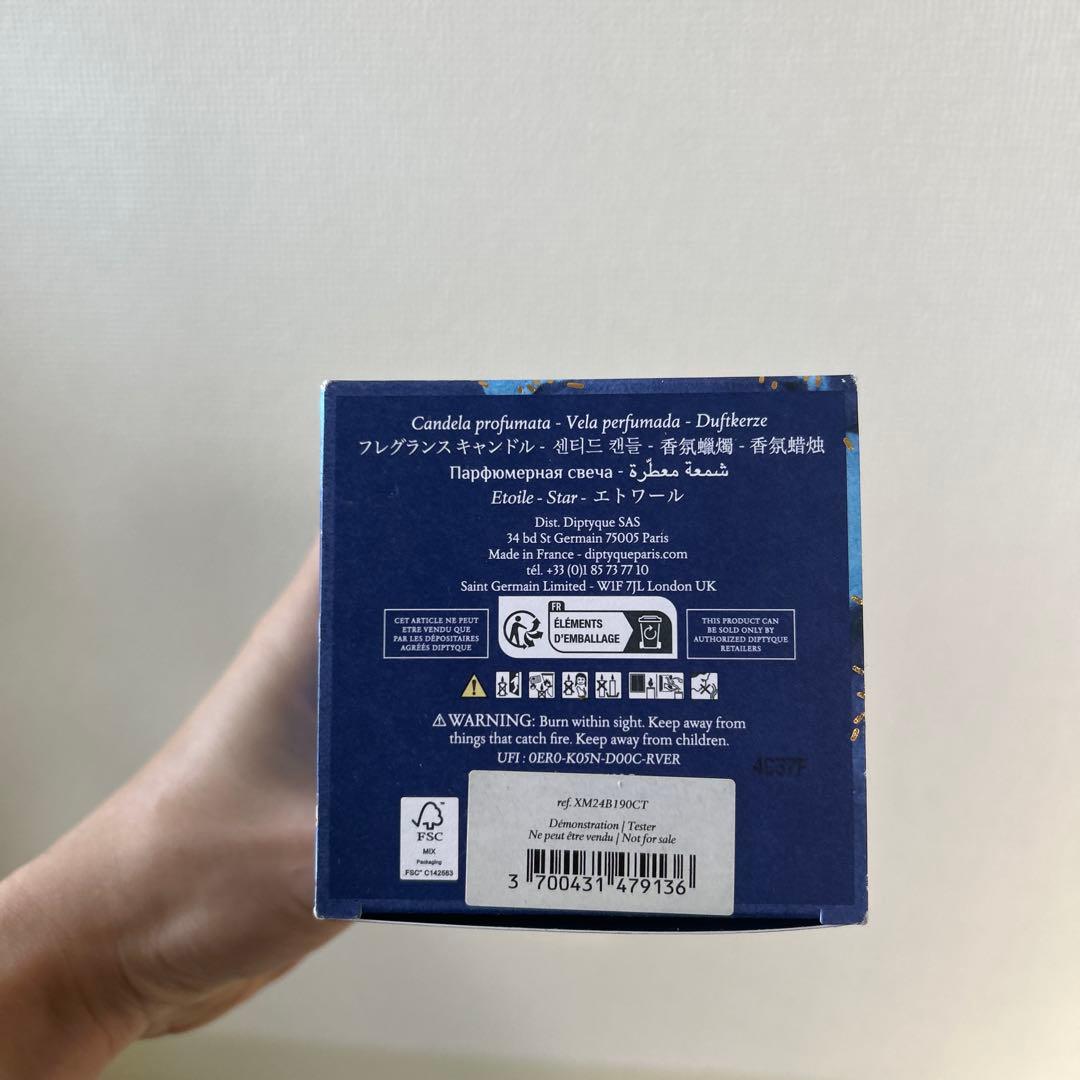 Candela profumata - Vela perfumada - Duftkerze
フレグランスキャンドル - 센티드 캔들 - 香氛蠟燭 - 香氛蜡烛
Парфюмерная свеча - شمعة معطّرة
Etoile - Star - エトワール
Dist. Diptyque SAS
34 bd St Germain 75005 Paris
Made in France - diptyqueparis.com
tél. +33 (0)1 85 73 77 10
Saint Germain Limited - W1F 7JL London UK
CET ARTICLE NE PEUT
ETRE VENDU QUE
PAR LES DÉPOSITAIRES
AGRÉÉS DIPTYQUE
FR
ÉLÉMENTS
D'EMBALLAGE
THIS PRODUCT CAN
BE SOLD ONLY BY
AUTHORIZED DIPTYQUE
RETAILERS
WARNING: Burn within sight. Keep away from
things that catch fire. Keep away from children.
UFI : 0ER0-K05N-D00C-RVER
4C37F
FSC
MIX
Packaging
FSC® C142563
ref. XM24B190CT
Démonstration | Tester
Ne peut être vendu | Not for sale
3 700431 479136